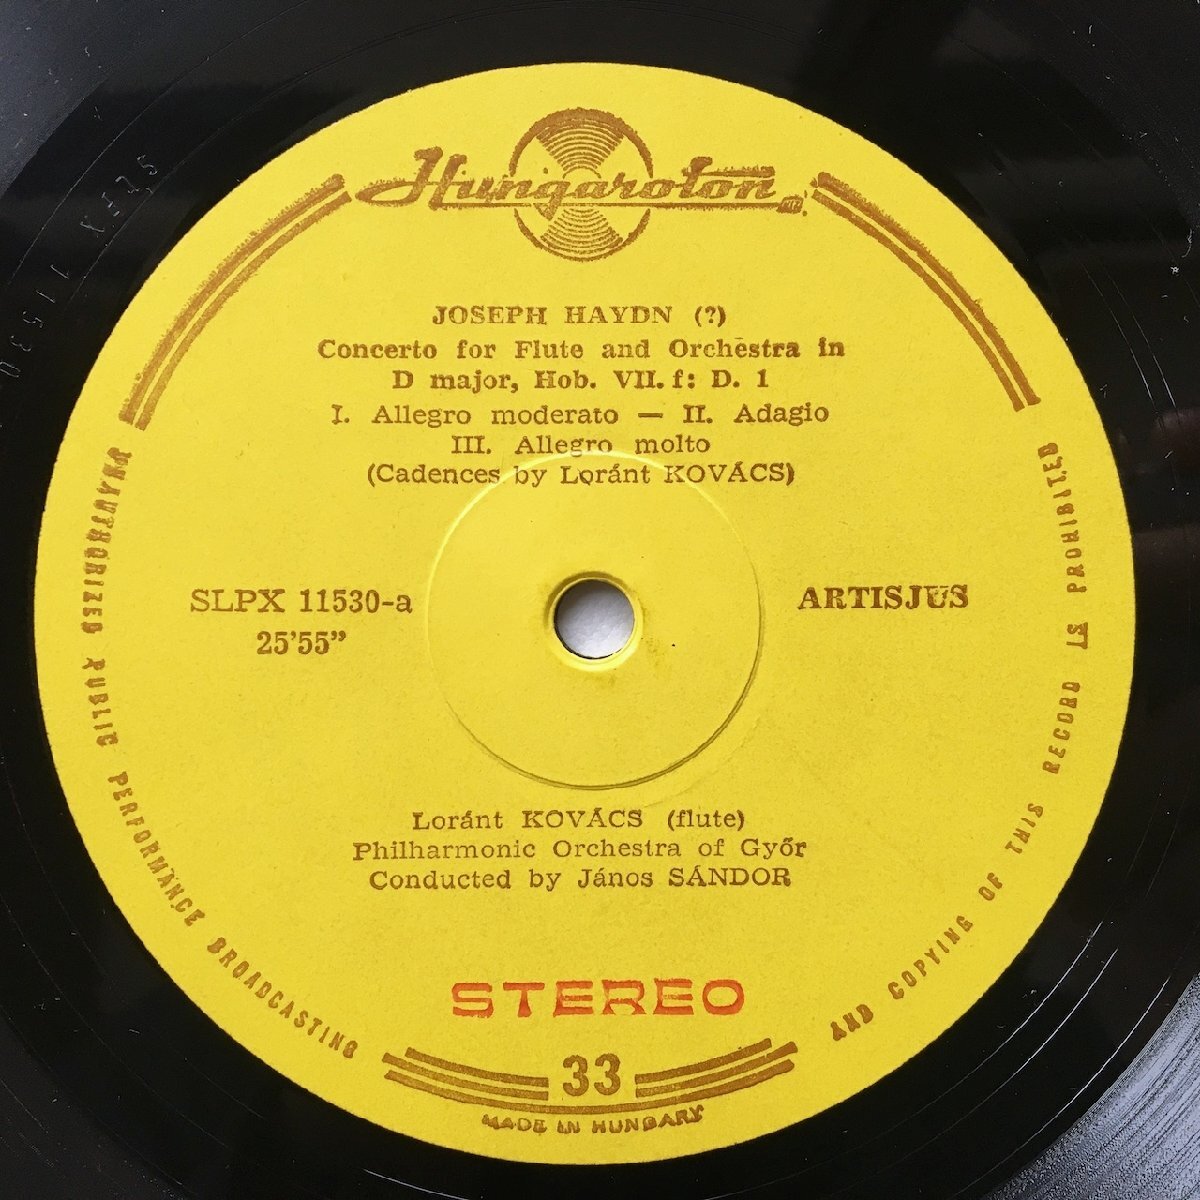 Hungaroton
JOSEPH HAYDN (?)
Concerto for Flute and Orchestra in
D major, Hob. VII. f: D. 1
I. Allegro moderato — II. Adagio
III. Allegro molto
(Cadences by Loránt KOVÁCS)
SLPX 11530-a
25'55”
ARTISJUS
Loránt KOVÁCS (flute)
Philharmonic Orchestra of Győr
Conducted by János SÁNDOR
STEREO
33
MADE IN HUNGARY
UNAUTHORIZED PUBLIC PERFORMANCE BROADCASTING
AND COPYING OF THIS RECORD ST PROHIBITED